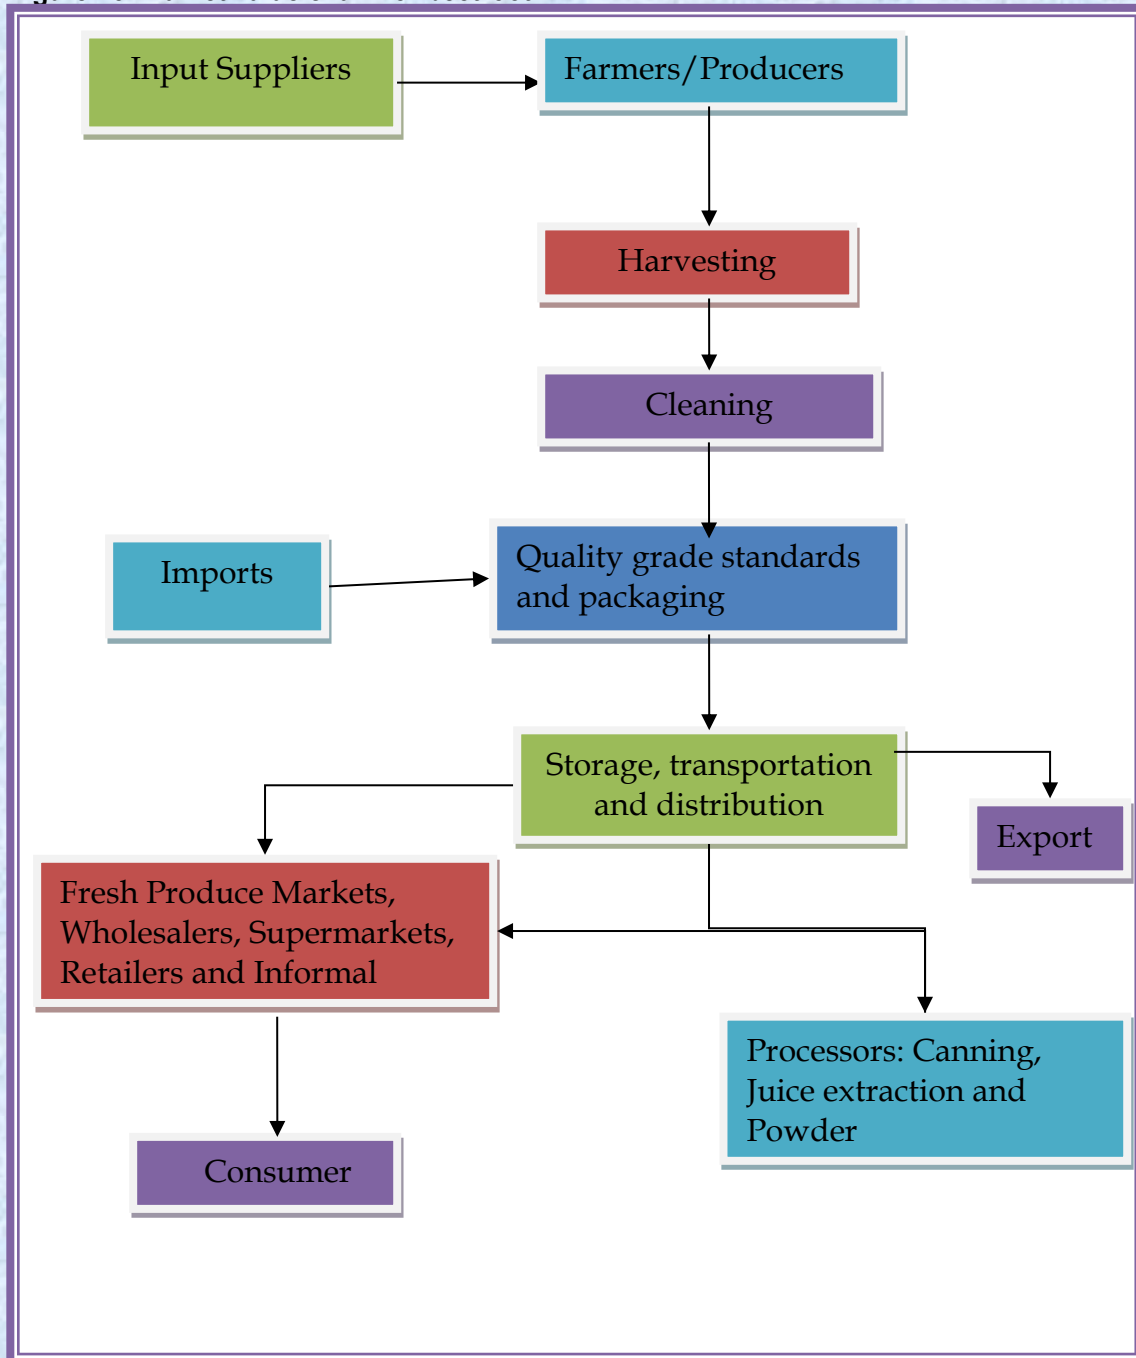 Input Suppliers
Farmers/Producers
Harvesting
Cleaning
Imports
Quality grade standards
and packaging
Storage, transportation
and distribution
Export
Fresh Produce Markets,
Wholesalers, Supermarkets,
Retailers and Informal
Processors: Canning,
Juice extraction and
Powder
Consumer